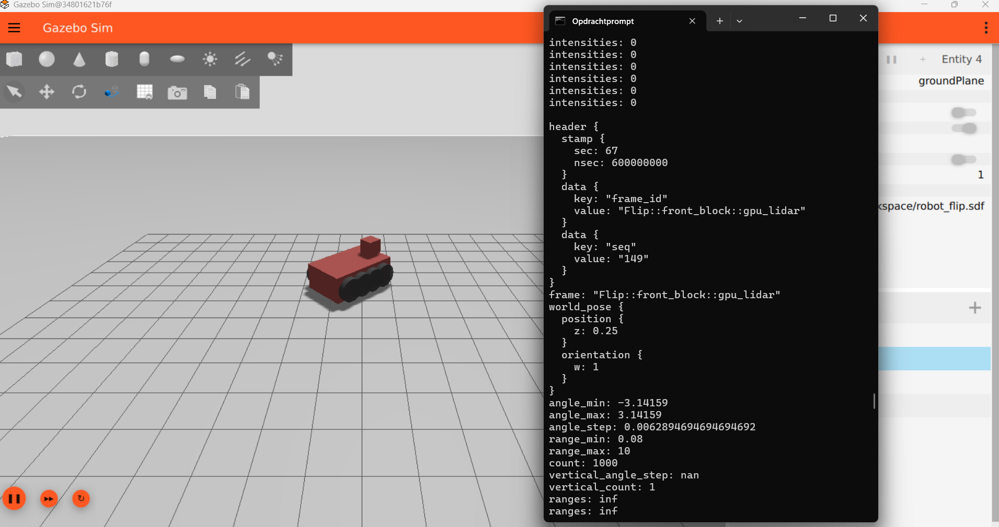 Gazebo Sim@34801621b76f
Gazebo Sim
Opdrachtprompt
intensities: 0
intensities: 0
intensities: 0
intensities: 0
intensities: 0
intensities: 0
header {
  stamp {
    sec: 67
    nsec: 600000000
  }
  data {
    key: "frame_id"
    value: "Flip::front_block::gpu_lidar"
  }
  data {
    key: "seq"
    value: "149"
  }
}
frame: "Flip::front_block::gpu_lidar"
world_pose {
  position {
    z: 0.25
  }
  orientation {
    w: 1
  }
}
angle_min: -3.14159
angle_max: 3.14159
angle_step: 0.0062894694694694692
range_min: 0.08
range_max: 10
count: 1000
vertical_angle_step: nan
vertical_count: 1
ranges: inf
ranges: inf
Entity 4
groundPlane
1
kspace/robot_flip.sdf